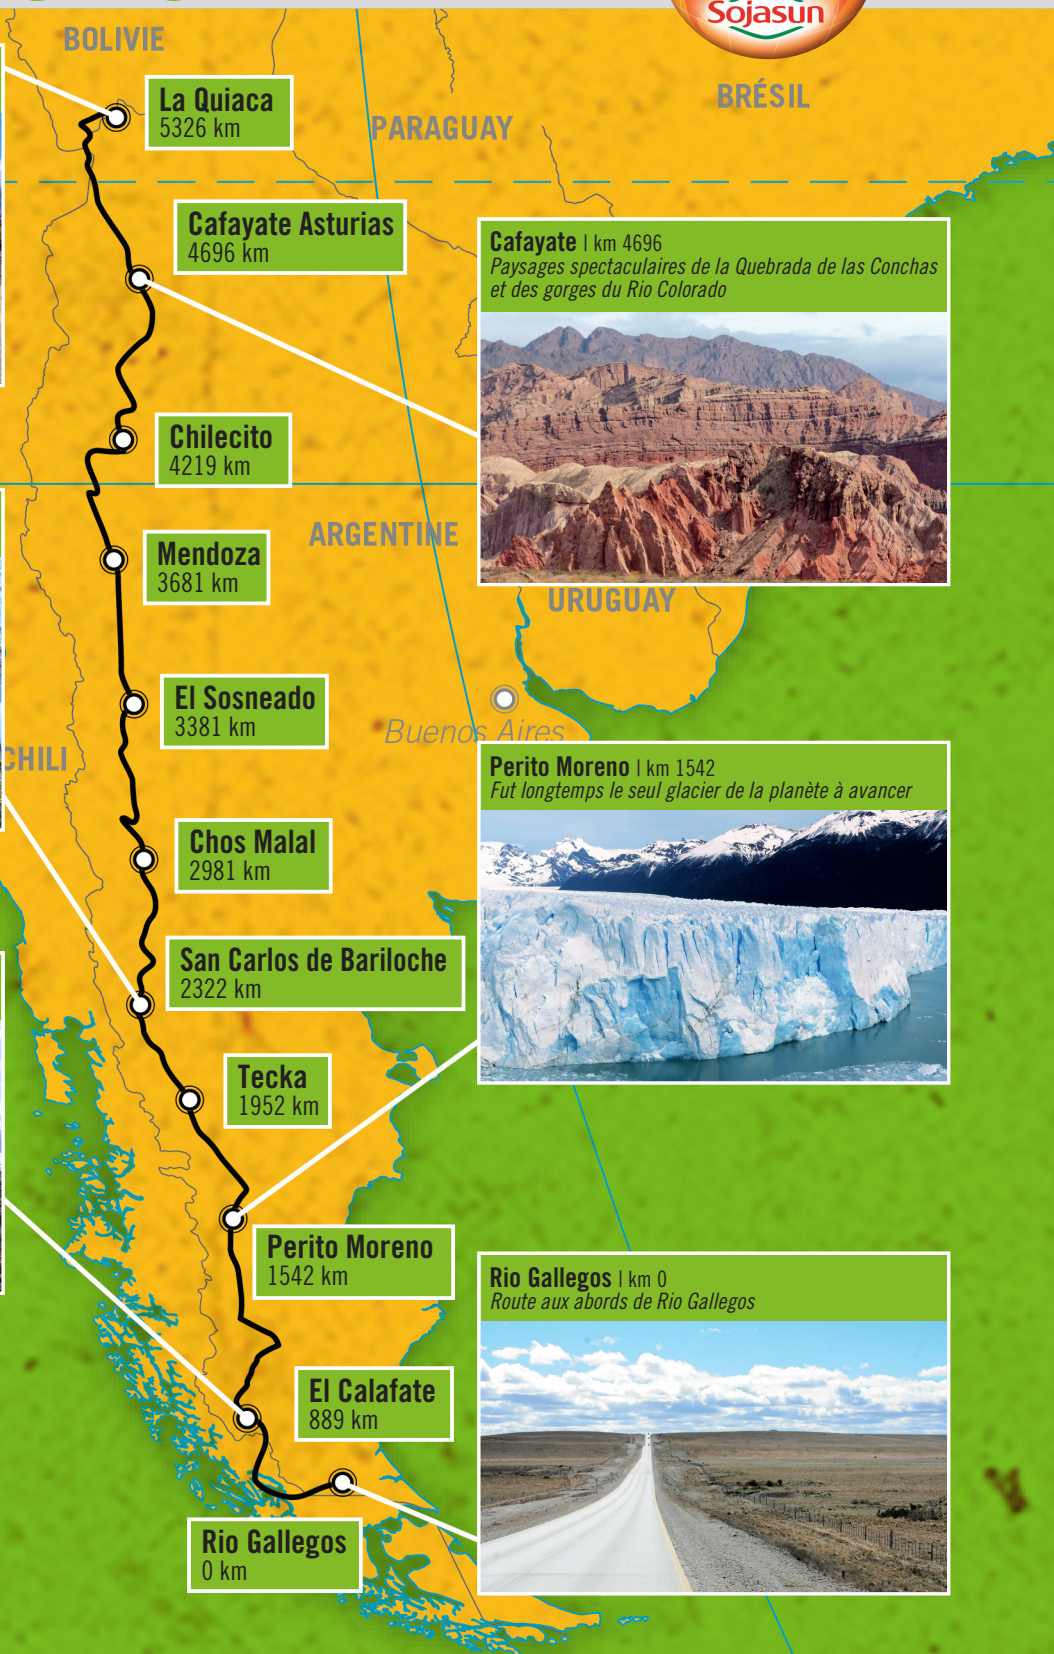 Sojasun
BOLIVIE
BRÉSIL
PARAGUAY
La Quiaca
5326 km
Cafayate Asturias
4696 km
Cafayate | km 4696
Paysages spectaculaires de la Quebrada de las Conchas
et des gorges du Rio Colorado
Chilecito
4219 km
ARGENTINE
Mendoza
3681 km
URUGUAY
El Sosneado
3381 km
Buenos Aires
CHILI
Perito Moreno | km 1542
Fut longtemps le seul glacier de la planète à avancer
Chos Malal
2981 km
San Carlos de Bariloche
2322 km
Tecka
1952 km
Perito Moreno
1542 km
Rio Gallegos | km 0
Route aux abords de Rio Gallegos
El Calafate
889 km
Rio Gallegos
0 km